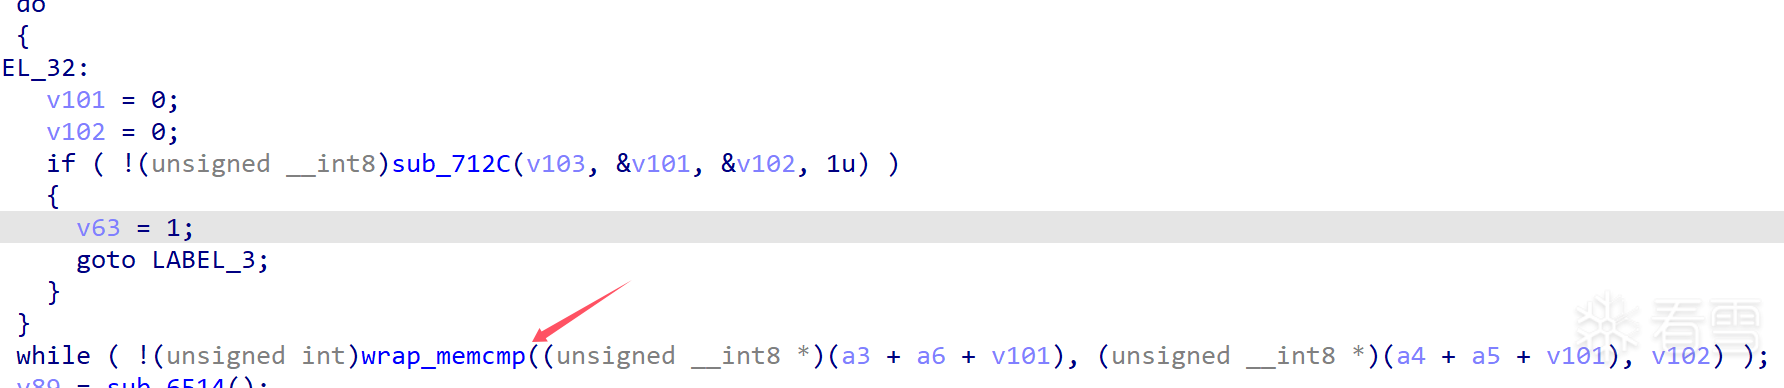 do
{
EL_32:
v101 = 0;
v102 = 0;
if ( !(unsigned __int8)sub_712C(v103, &v101, &v102, 1u) )
{
v63 = 1;
goto LABEL_3;
}
}
while ( !(unsigned int)wrap_memcmp((unsigned __int8 *)(a3 + a6 + v101), (unsigned __int8 *)(a4 + a5 + v101), v102) );
v89 = sub_6514();
看雪